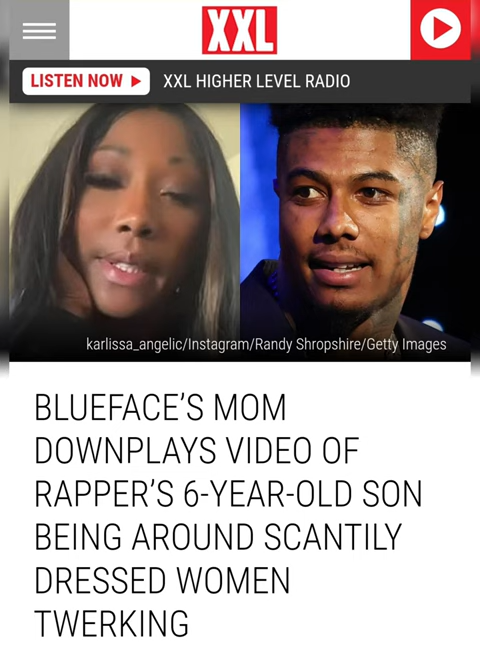 XXL
LISTEN NOW XXL HIGHER LEVEL RADIO
karlissa_angelic/Instagram/Randy Shropshire/Getty Images
BLUEFACE'S MOM
DOWNPLAYS VIDEO OF
RAPPER'S 6-YEAR-OLD SON
BEING AROUND SCANTILY
DRESSED WOMEN
TWERKING